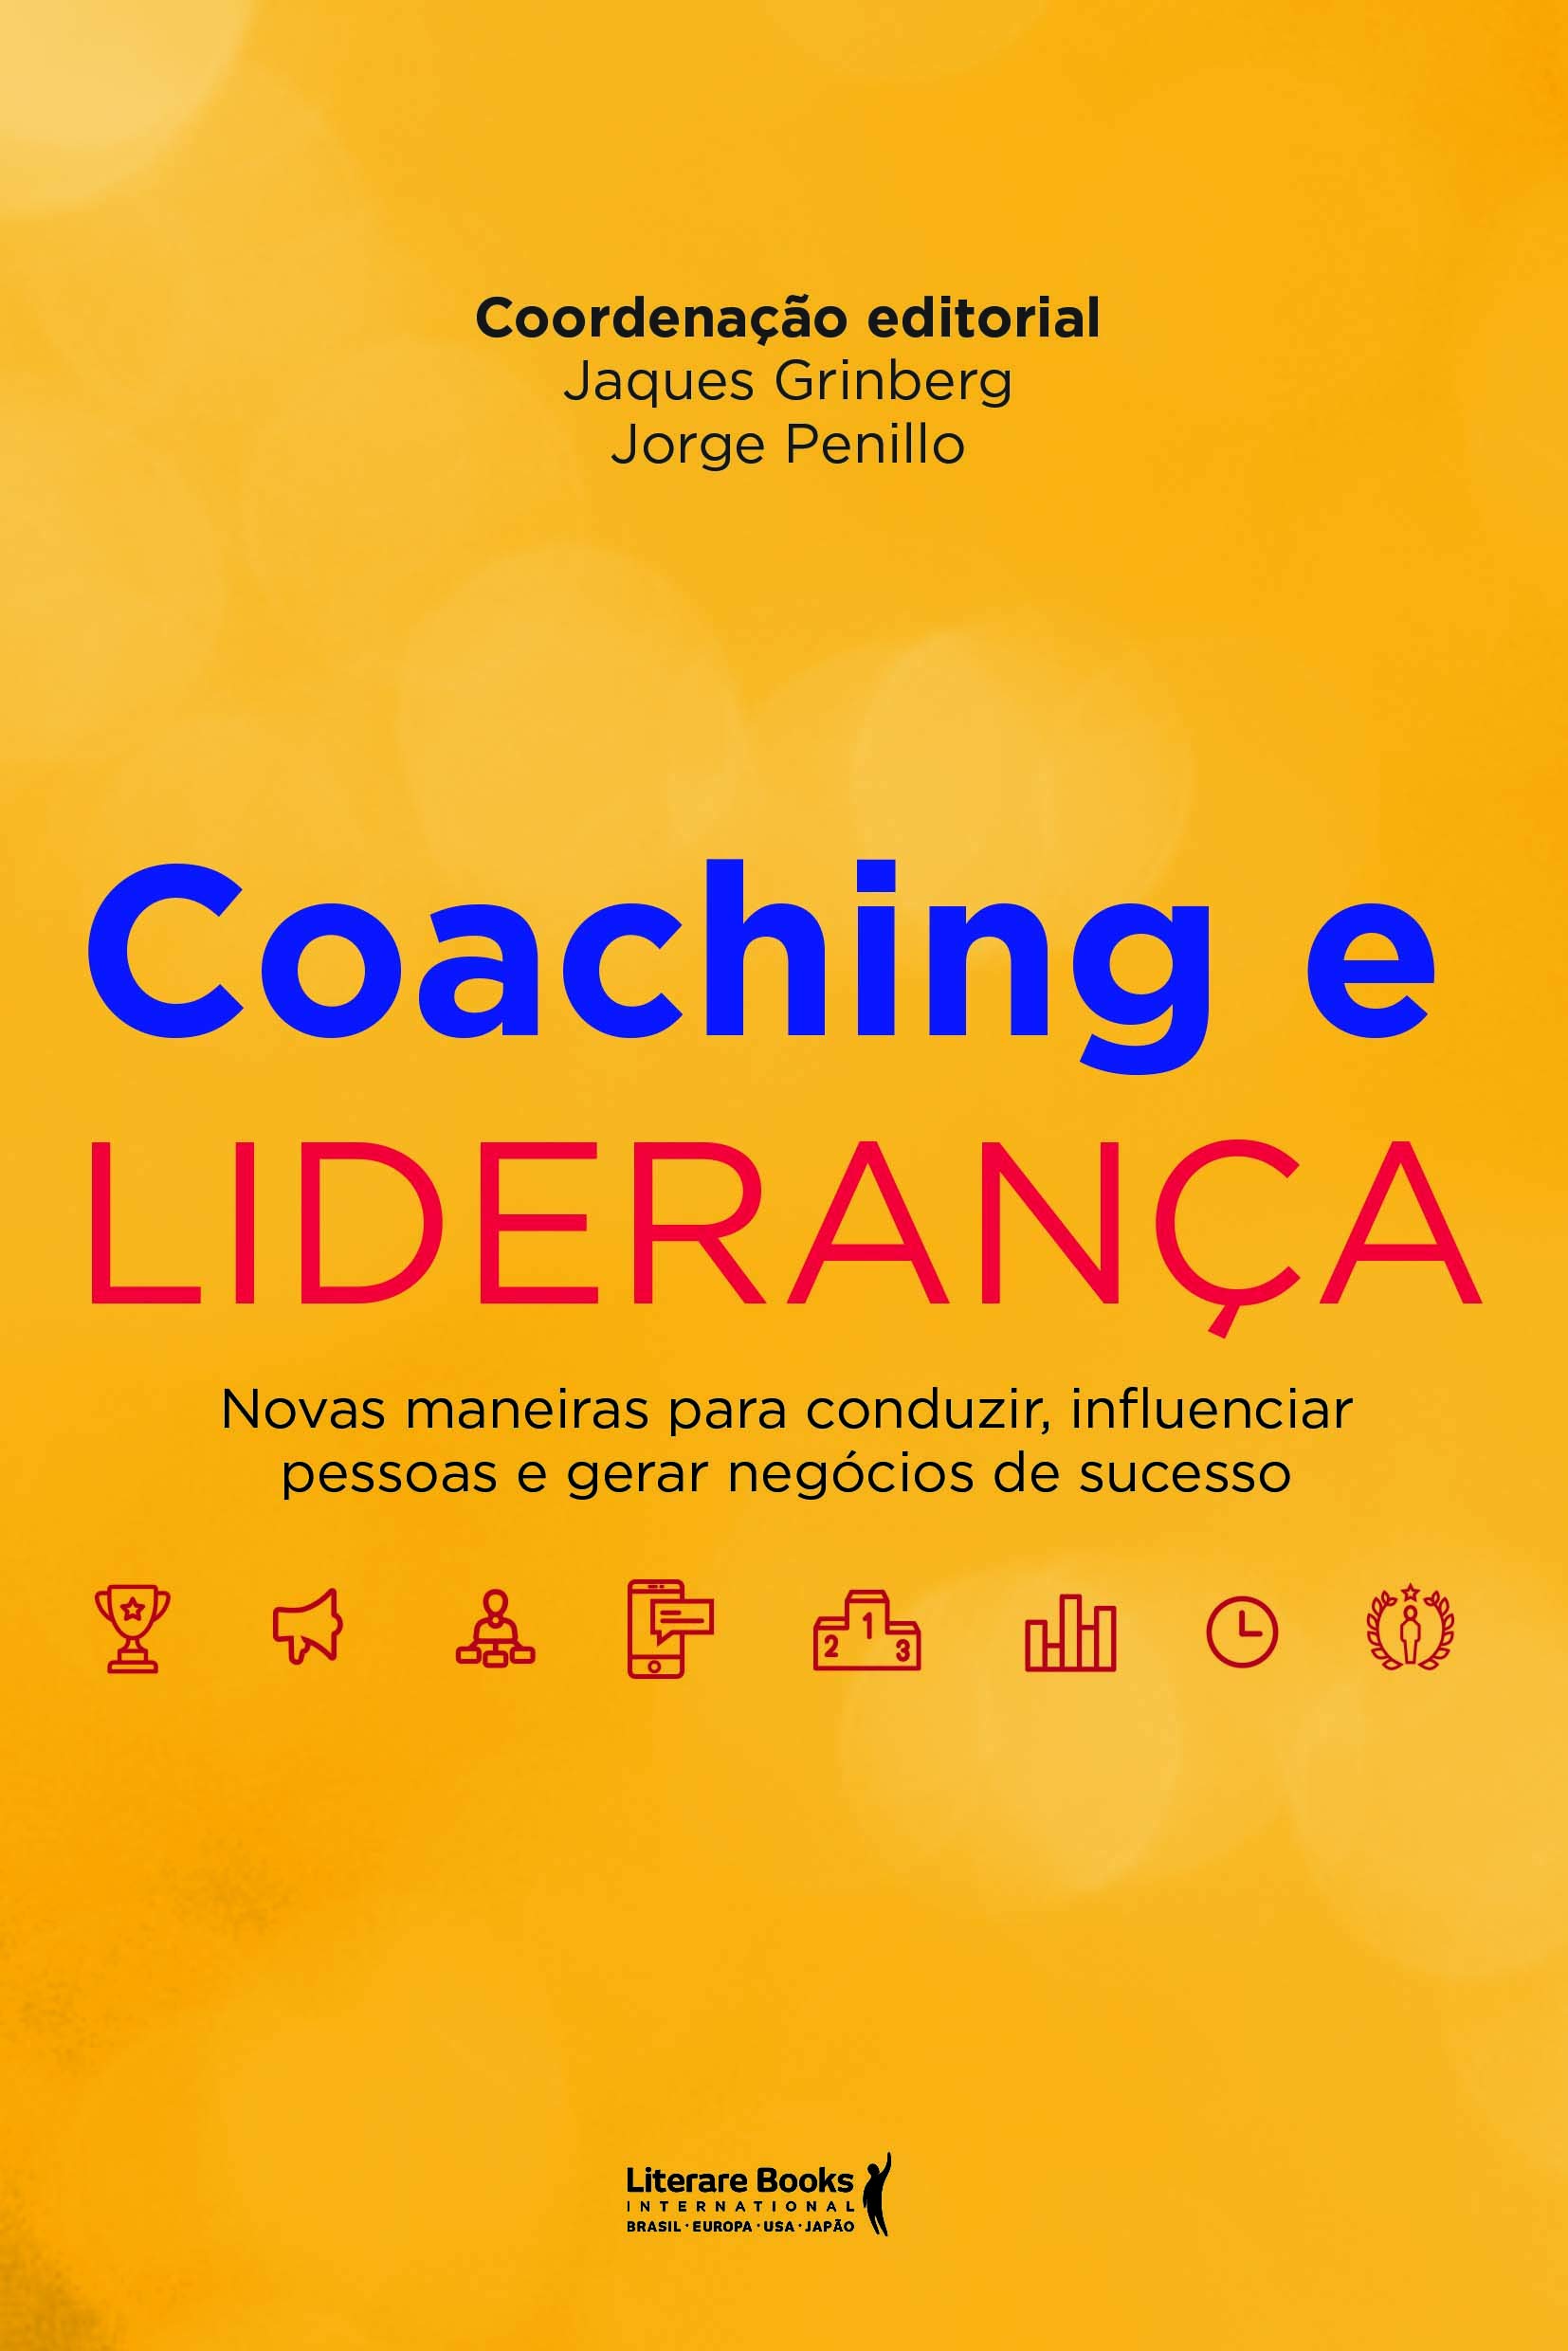 Coordenação editorial
Jaques Grinberg
Jorge Penillo
Coaching e
LIDERANÇA
Novas maneiras para conduzir, influenciar
pessoas e gerar negócios de sucesso
2 1 3
Literare Books
INTERNATIONAL
BRASIL · EUROPA · USA · JAPÃO